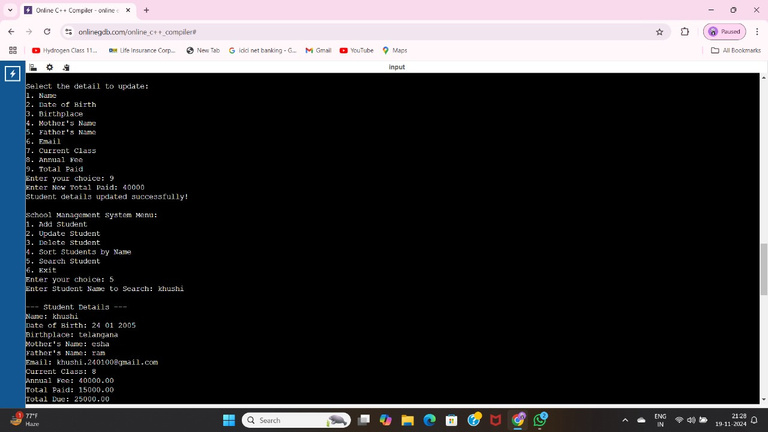 Online C++ Compiler - online c
onlinegdb.com/online_c++_compiler#
Paused
Hydrogen Class 11...
Life Insurance Corp...
New Tab
icici net banking - G...
Gmail
YouTube
Maps
All Bookmarks
input
Select the detail to update:
1. Name
2. Date of Birth
3. Birthplace
4. Mother's Name
5. Father's Name
6. Email
7. Current Class
8. Annual Fee
9. Total Paid
Enter your choice: 9
Enter New Total Paid: 40000
Student details updated successfully!
School Management System Menu:
1. Add Student
2. Update Student
3. Delete Student
4. Sort Students by Name
5. Search Student
6. Exit
Enter your choice: 5
Enter Student Name to Search: khushi
--- Student Details ---
Name: khushi
Date of Birth: 24 01 2005
Birthplace: telangana
Mother's Name: esha
Father's Name: ram
Email: khushi.240100@gmail.com
Current Class: 8
Annual Fee: 40000.00
Total Paid: 15000.00
Total Due: 25000.00
77°F
Haze
Search
ENG
IN
21:28
19-11-2024